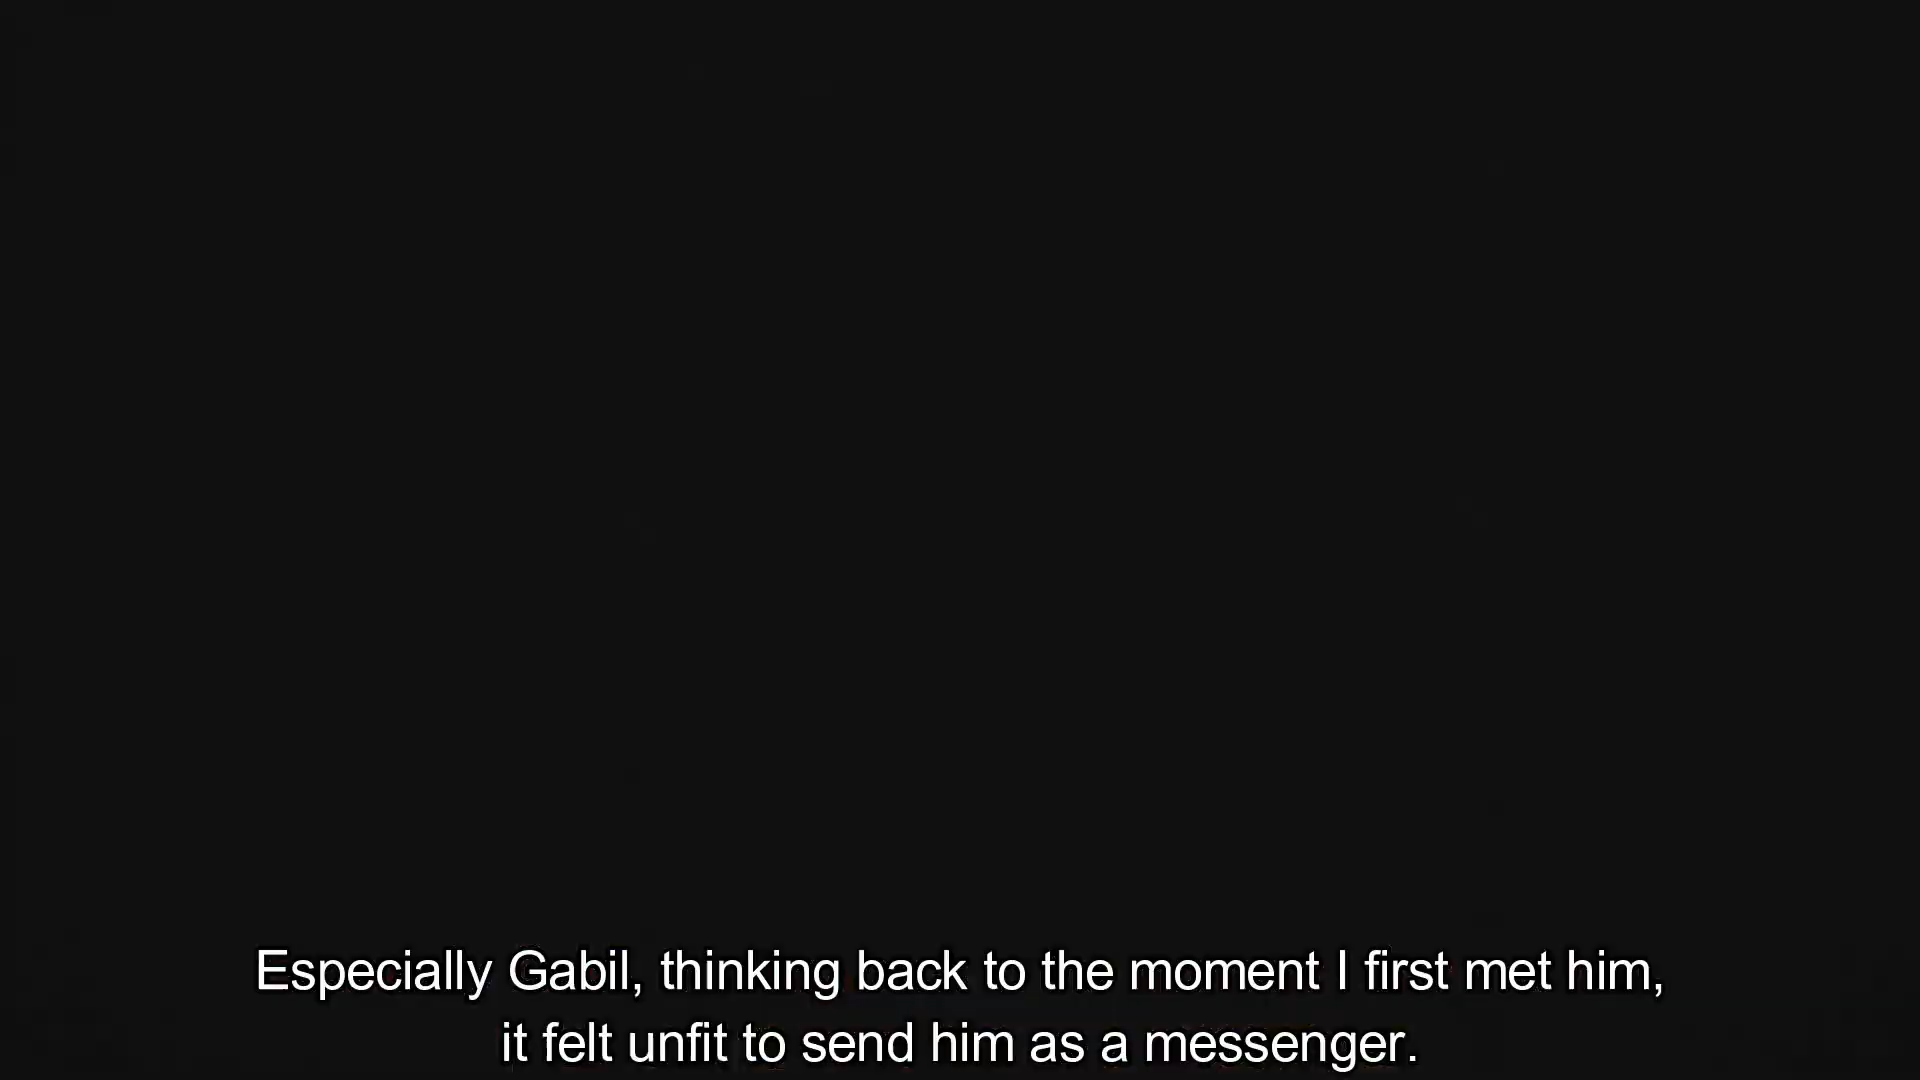 Especially Gabil, thinking back to the moment I first met him,
it felt unfit to send him as a messenger.